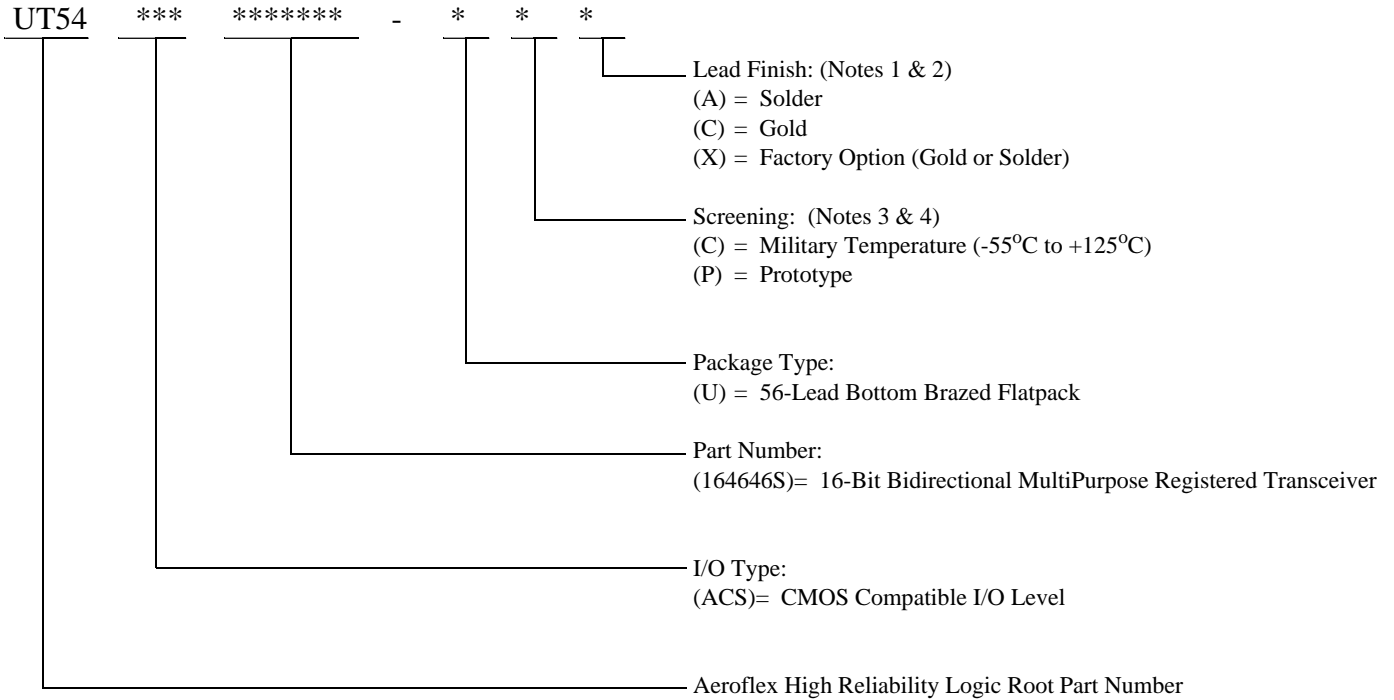 UT54 *** ******* - * * *
Lead Finish: (Notes 1 & 2)
(A) = Solder
(C) = Gold
(X) = Factory Option (Gold or Solder)
Screening: (Notes 3 & 4)
(C) = Military Temperature (-55oC to +125oC)
(P) = Prototype
Package Type:
(U) = 56-Lead Bottom Brazed Flatpack
Part Number:
(164646S)= 16-Bit Bidirectional MultiPurpose Registered Transceiver
I/O Type:
(ACS)= CMOS Compatible I/O Level
Aeroflex High Reliability Logic Root Part Number